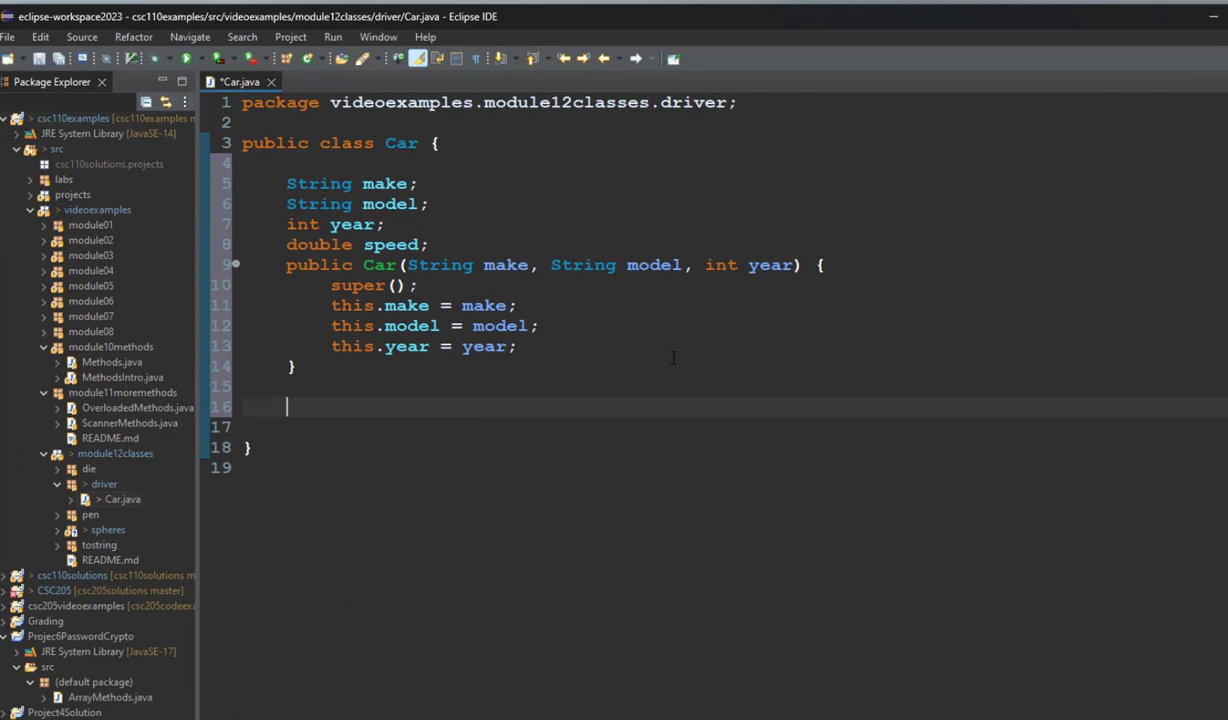 eclipse-workspace2023 - csc110examples/src/videoexamples/module12classes/driver/Car.java - Eclipse IDE
File Edit Source Refactor Navigate Search Project Run Window Help
Package Explorer
*Car.java
> csc110examples [csc110examples m
JRE System Library [JavaSE-14]
> src
csc110solutions.projects
labs
projects
> videoexamples
module01
module02
module03
module04
module05
module06
module07
module08
module10methods
Methods.java
MethodsIntro.java
module11moremethods
OverloadedMethods.java
ScannerMethods.java
README.md
> module12classes
die
> driver
> Car.java
pen
> spheres
tostring
README.md
> csc110solutions [csc110solutions m
> CSC205 [csc205solutions master]
csc205videoexamples [csc205codeexa
Grading
Projec6PasswordCrypto
JRE System Library [JavaSE-17]
src
(default package)
ArrayMethods.java
Project4Solution
1 package videoexamples.module12classes.driver;
2
3 public class Car {
4
5 String make;
6 String model;
7 int year;
8 double speed;
9 public Car(String make, String model, int year) {
10 super();
11 this.make = make;
12 this.model = model;
13 this.year = year;
14 }
15
16
17
18 }
19